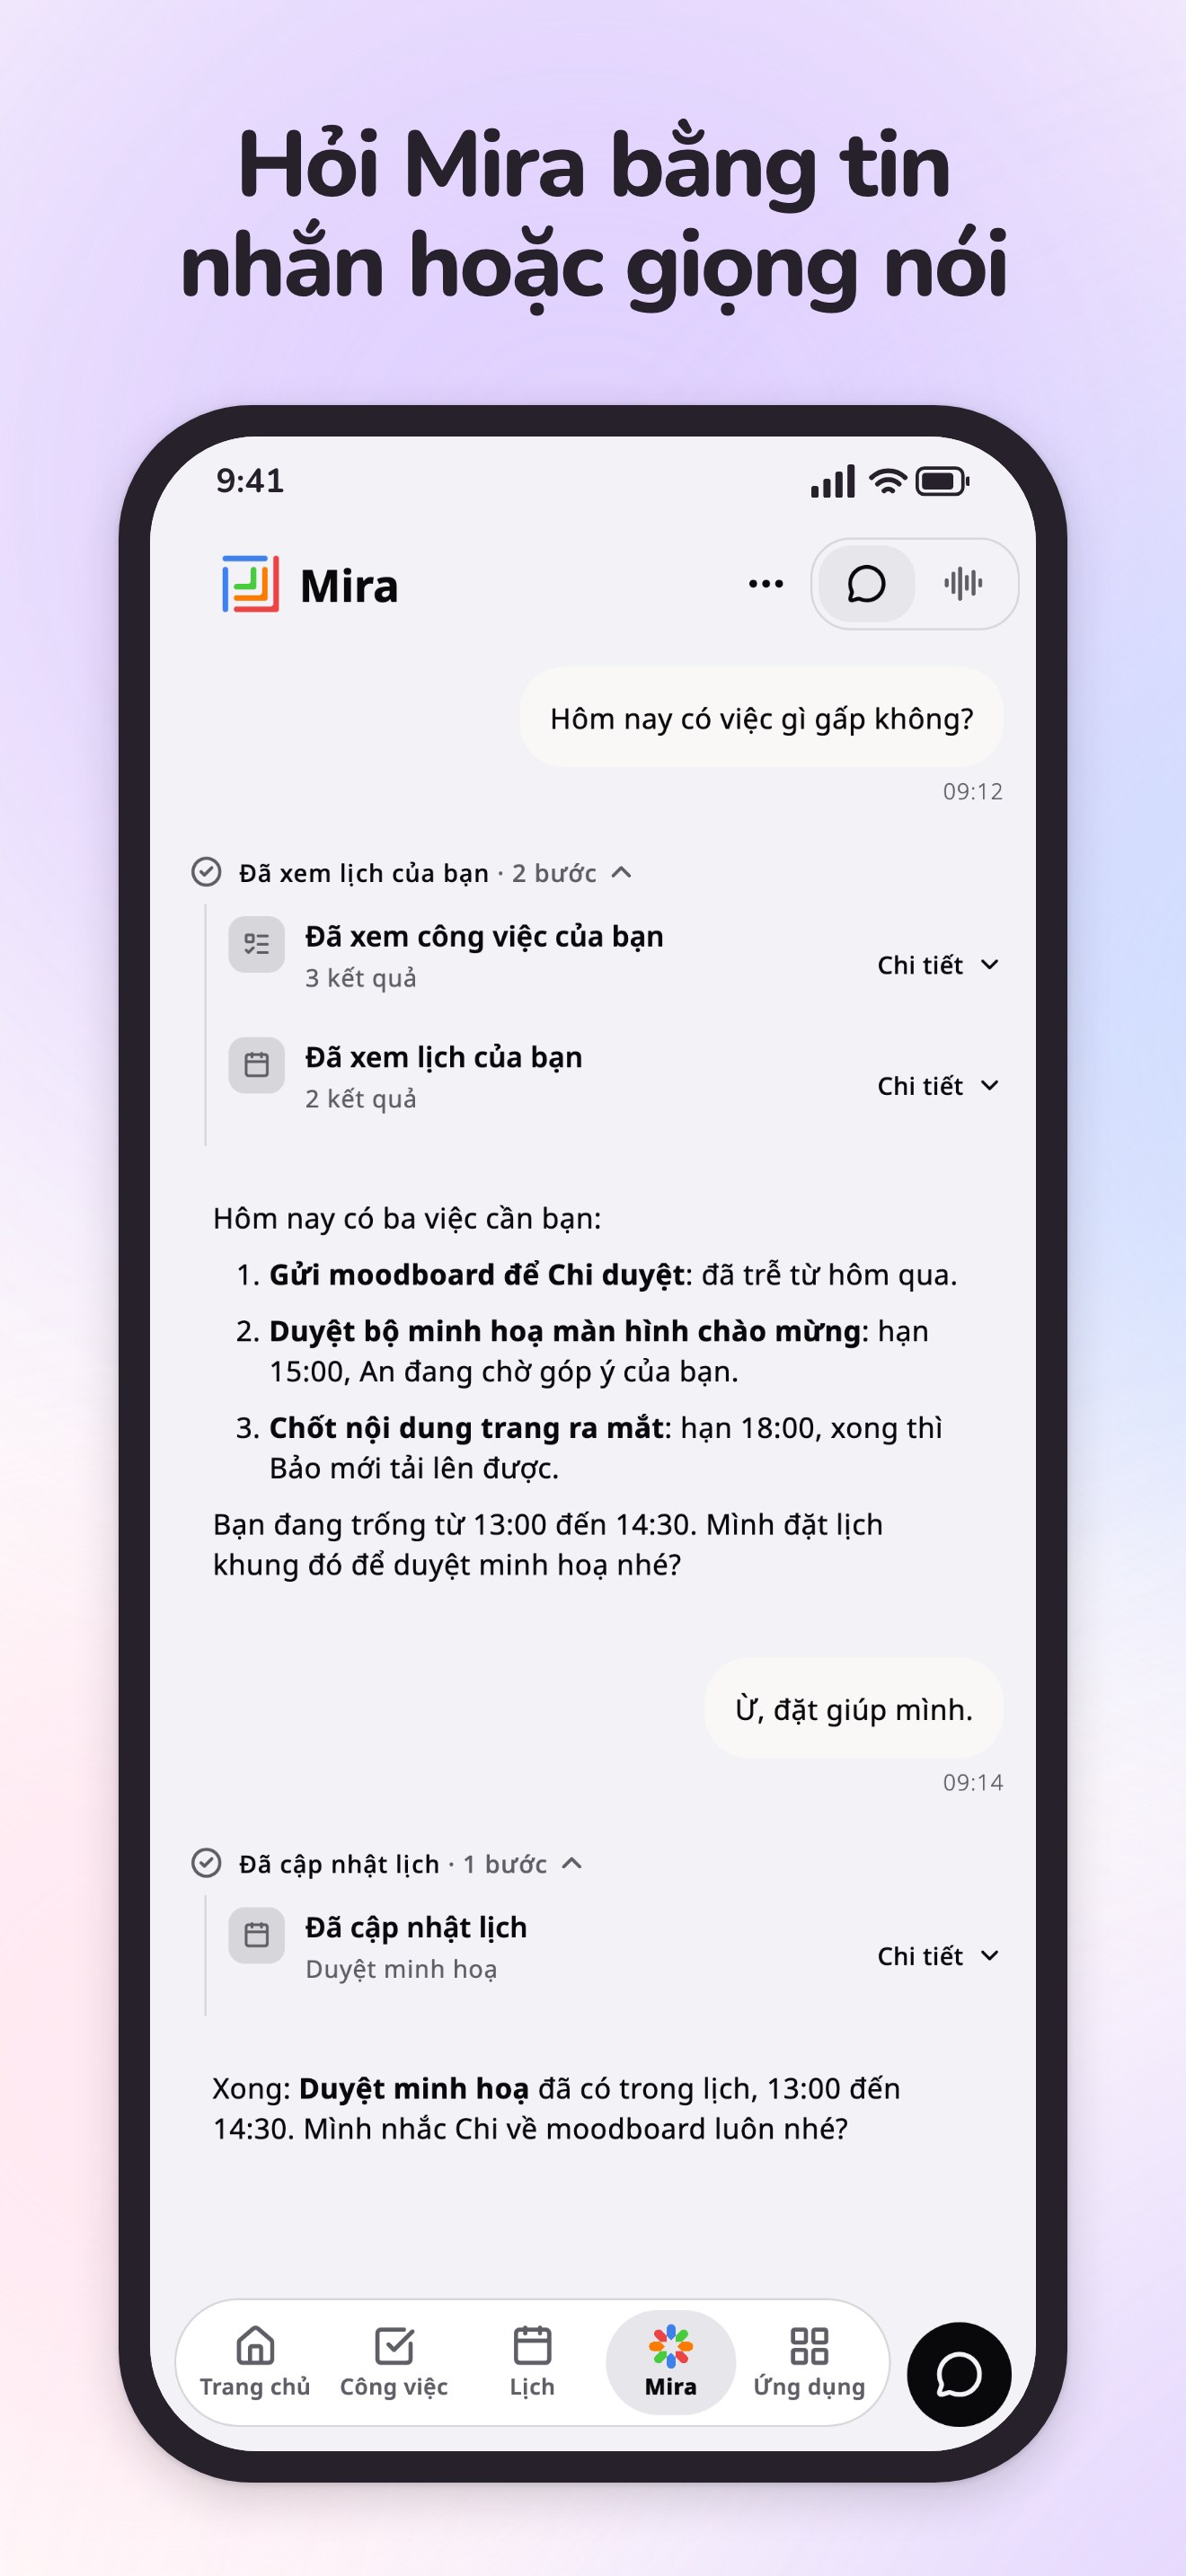 Hỏi Mira bằng tin
nhắn hoặc giọng nói
9:41
Mira
Hôm nay có việc gì gấp không?
09:12
Đã xem lịch của bạn · 2 bước
Đã xem công việc của bạn
3 kết quả
Chi tiết
Đã xem lịch của bạn
2 kết quả
Chi tiết
Hôm nay có ba việc cần bạn:
1. Gửi moodboard để Chi duyệt: đã trễ từ hôm qua.
2. Duyệt bộ minh hoạ màn hình chào mừng: hạn
15:00, An đang chờ góp ý của bạn.
3. Chốt nội dung trang ra mắt: hạn 18:00, xong thì
Bảo mới tải lên được.
Bạn đang trống từ 13:00 đến 14:30. Mình đặt lịch
khung đó để duyệt minh hoạ nhé?
Ừ, đặt giúp mình.
09:14
Đã cập nhật lịch · 1 bước
Đã cập nhật lịch
Duyệt minh hoạ
Chi tiết
Xong: Duyệt minh hoạ đã có trong lịch, 13:00 đến
14:30. Mình nhắc Chi về moodboard luôn nhé?
Trang chủ
Công việc
Lịch
Mira
Ứng dụng